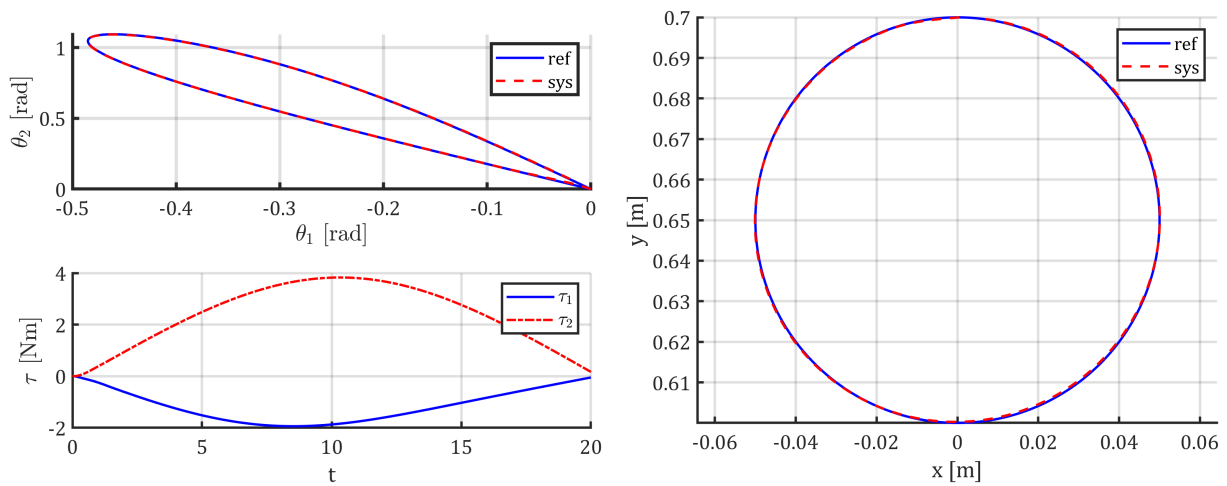 1
0.5
0
θ₂ [rad]
-0.5
-0.4
-0.3
-0.2
-0.1
0
θ₁ [rad]
ref
sys
4
2
0
-2
τ [Nm]
0
5
10
15
20
t
τ₁
τ₂
0.7
0.69
0.68
0.67
0.66
0.65
0.64
0.63
0.62
0.61
y [m]
-0.06
-0.04
-0.02
0
0.02
0.04
0.06
x [m]
ref
sys